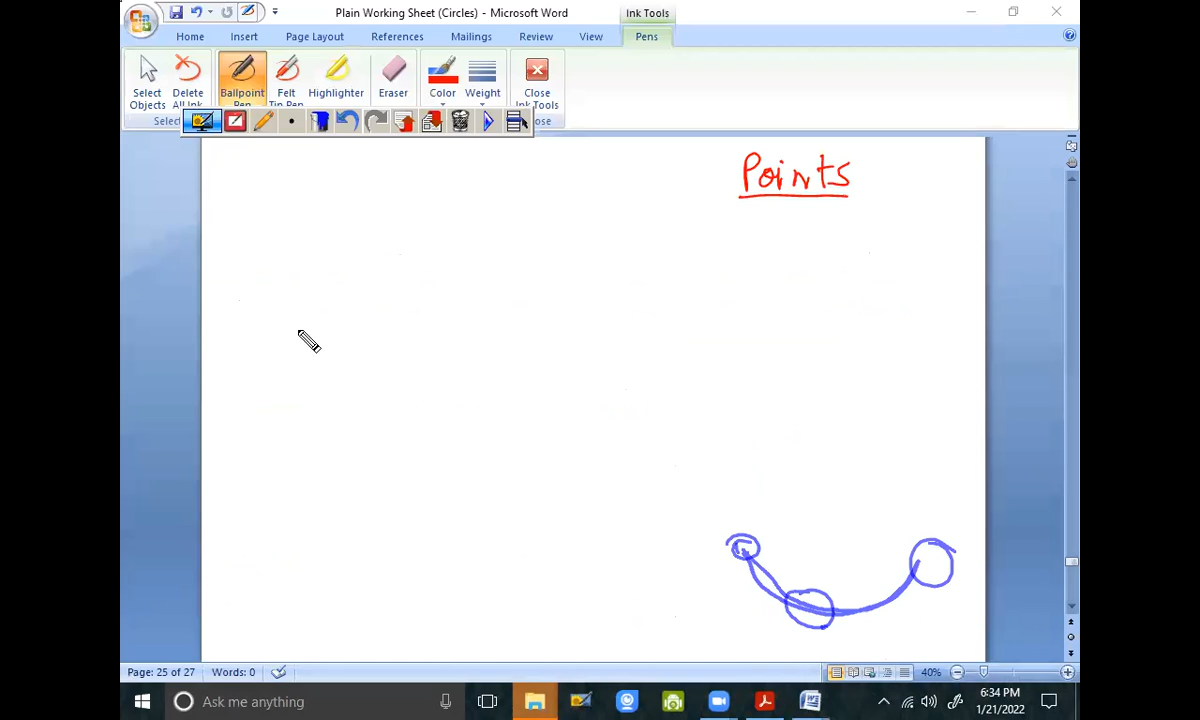 Plain Working Sheet (Circles) - Microsoft Word
Ink Tools
Home
Insert
Page Layout
References
Mailings
Review
View
Pens
Select
Objects
Delete
All Ink
Ballpoint
Pen
Felt
Tip Pen
Highlighter
Eraser
Color
Weight
Close
Ink Tools
Points
Page: 25 of 27
Words: 0
40%
Ask me anything
6:34 PM
1/21/2022